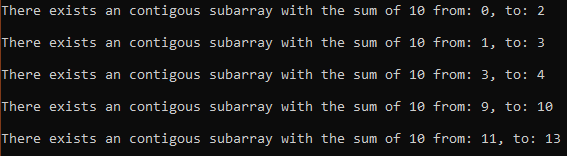 There exists an contigous subarray with the sum of 10 from: 0, to: 2
There exists an contigous subarray with the sum of 10 from: 1, to: 3
There exists an contigous subarray with the sum of 10 from: 3, to: 4
There exists an contigous subarray with the sum of 10 from: 9, to: 10
There exists an contigous subarray with the sum of 10 from: 11, to: 13